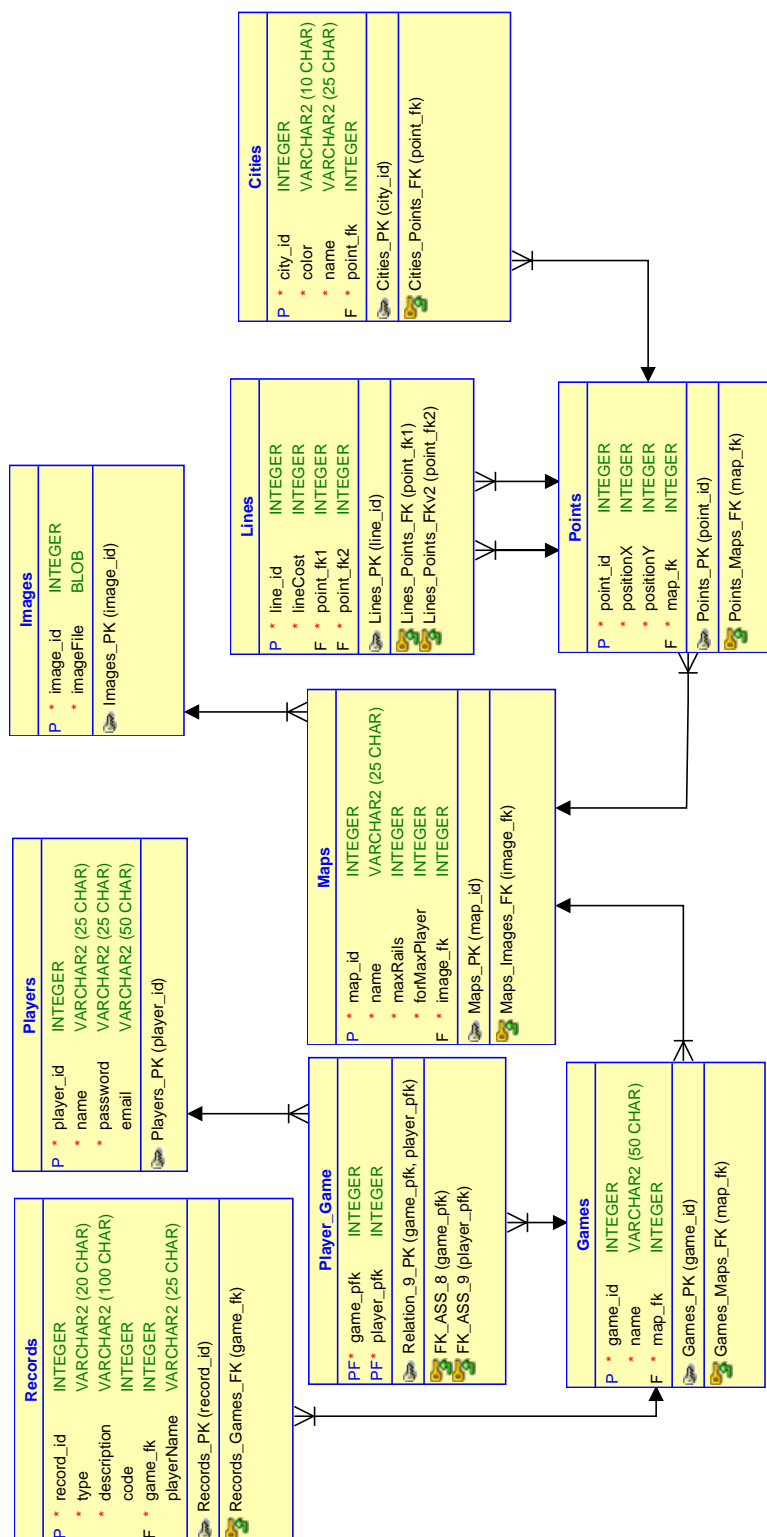 Records
P * record_id INTEGER
* type VARCHAR2 (20 CHAR)
* description VARCHAR2 (100 CHAR)
code INTEGER
F * game_fk INTEGER
playerName VARCHAR2 (25 CHAR)
Records_PK (record_id)
Records_Games_FK (game_fk)
Players
P * player_id INTEGER
* name VARCHAR2 (25 CHAR)
* password VARCHAR2 (25 CHAR)
email VARCHAR2 (50 CHAR)
Players_PK (player_id)
Images
P * image_id INTEGER
* imageFile BLOB
Images_PK (image_id)
Player_Game
PF* game_pfk INTEGER
PF* player_pfk INTEGER
Relation_9_PK (game_pfk, player_pfk)
FK_ASS_8 (game_pfk)
FK_ASS_9 (player_pfk)
Maps
P * map_id INTEGER
* name VARCHAR2 (25 CHAR)
* maxRails INTEGER
* forMaxPlayer INTEGER
F * image_fk INTEGER
Maps_PK (map_id)
Maps_Images_FK (image_fk)
Lines
P * line_id INTEGER
* lineCost INTEGER
F * point_fk1 INTEGER
F * point_fk2 INTEGER
Lines_PK (line_id)
Lines_Points_FK (point_fk1)
Lines_Points_FKv2 (point_fk2)
Cities
P * city_id INTEGER
* color VARCHAR2 (10 CHAR)
* name VARCHAR2 (25 CHAR)
F * point_fk INTEGER
Cities_PK (city_id)
Cities_Points_FK (point_fk)
Games
P * game_id INTEGER
* name VARCHAR2 (50 CHAR)
F * map_fk INTEGER
Games_PK (game_id)
Games_Maps_FK (map_fk)
Points
P * point_id INTEGER
* positionX INTEGER
* positionY INTEGER
F * map_fk INTEGER
Points_PK (point_id)
Points_Maps_FK (map_fk)